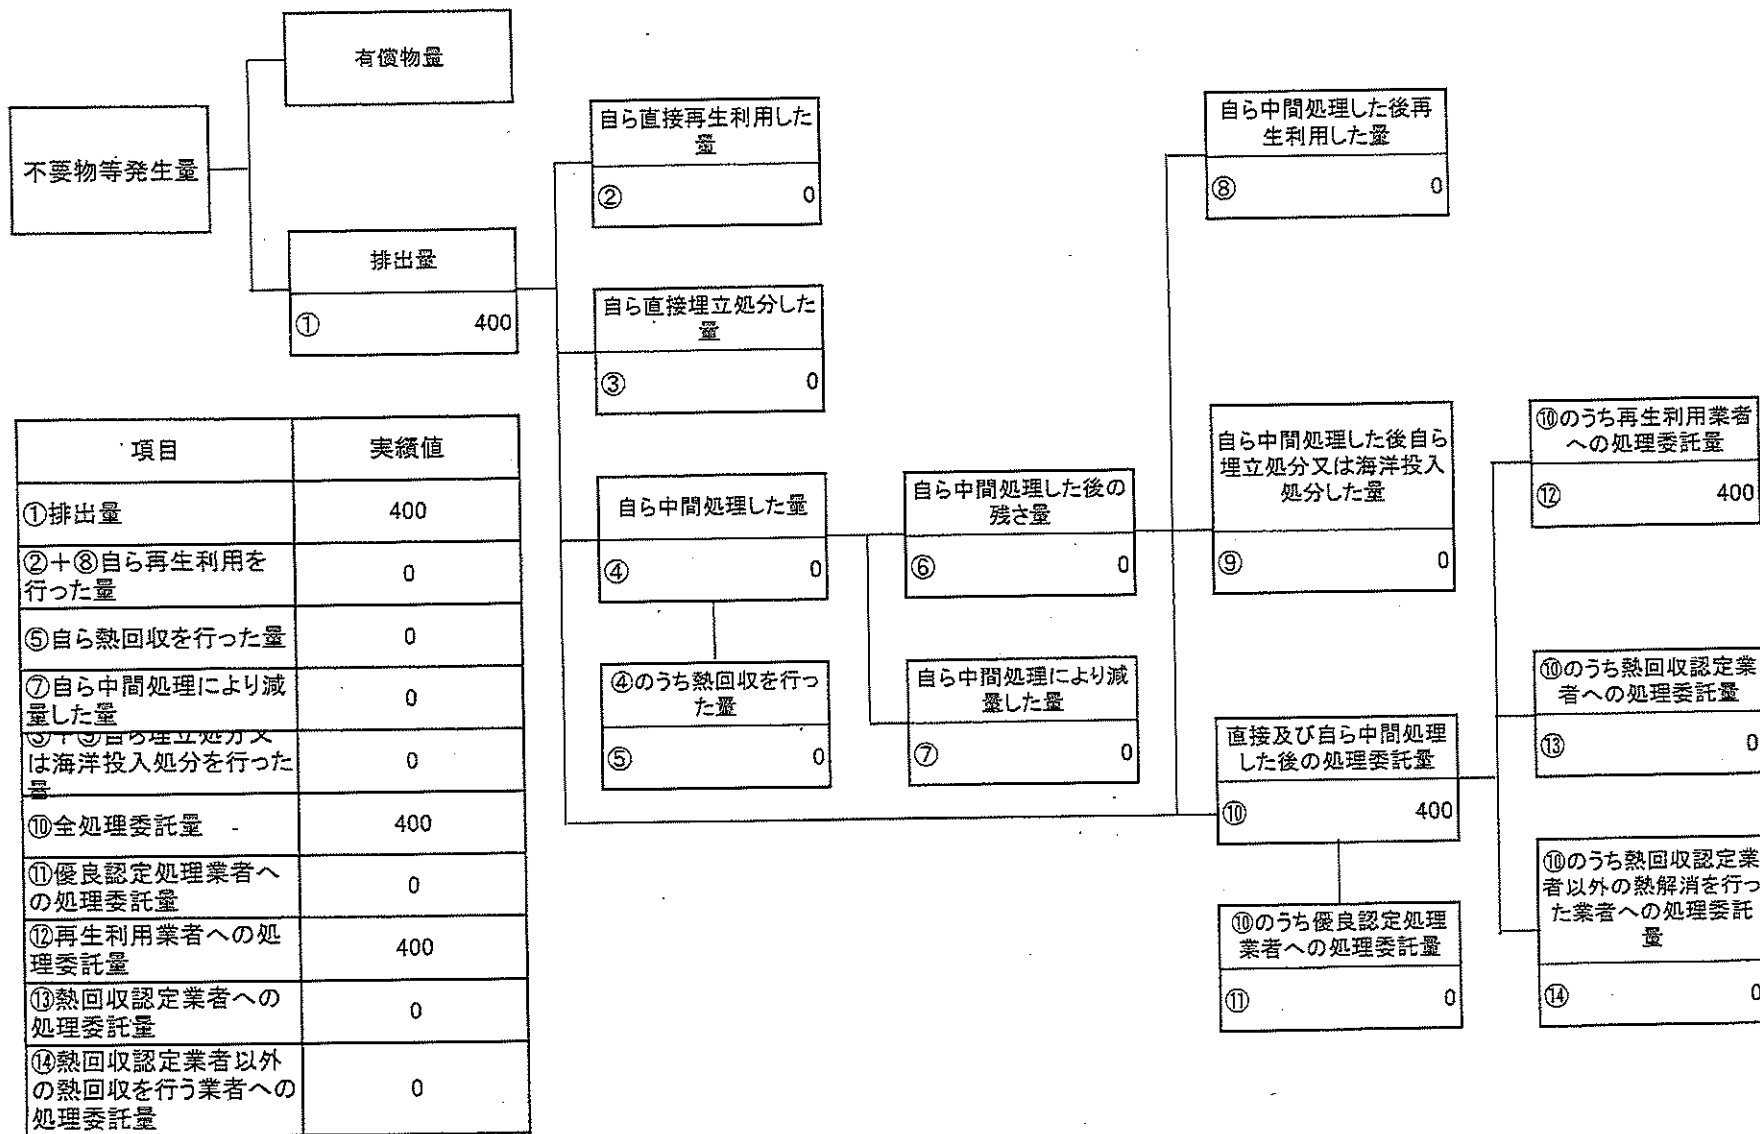 有償物量
不要物等発生量
排出量
① 400
自ら直接再生利用した
量
② 0
自ら直接埋立処分した
量
③ 0
自ら中間処理した量
④ 0
④のうち熱回収を行っ
た量
⑤ 0
自ら中間処理した後の
残さ量
⑥ 0
自ら中間処理により減
量した量
⑦ 0
自ら中間処理した後再
生利用した量
⑧ 0
自ら中間処理した後自ら
埋立処分又は海洋投入
処分した量
⑨ 0
直接及び自ら中間処理
した後の処理委託量
⑩ 400
⑩のうち優良認定処理
業者への処理委託量
⑪ 0
⑩のうち再生利用業者
への処理委託量
⑫ 400
⑩のうち熱回収認定業
者への処理委託量
⑬ 0
⑩のうち熱回収認定業
者以外の熱解消を行っ
た業者への処理委託
量
⑭ 0
項目 実績値
①排出量 400
②+⑧自ら再生利用を
行った量 0
⑤自ら熱回収を行った量 0
⑦自ら中間処理により減
量した量 0
③+⑨自ら埋立処分又
は海洋投入処分を行った
量 0
⑩全処理委託量 400
⑪優良認定処理業者へ
の処理委託量 0
⑫再生利用業者への処
理委託量 400
⑬熱回収認定業者への
処理委託量 0
⑭熱回収認定業者以外
の熱回収を行う業者への
処理委託量 0